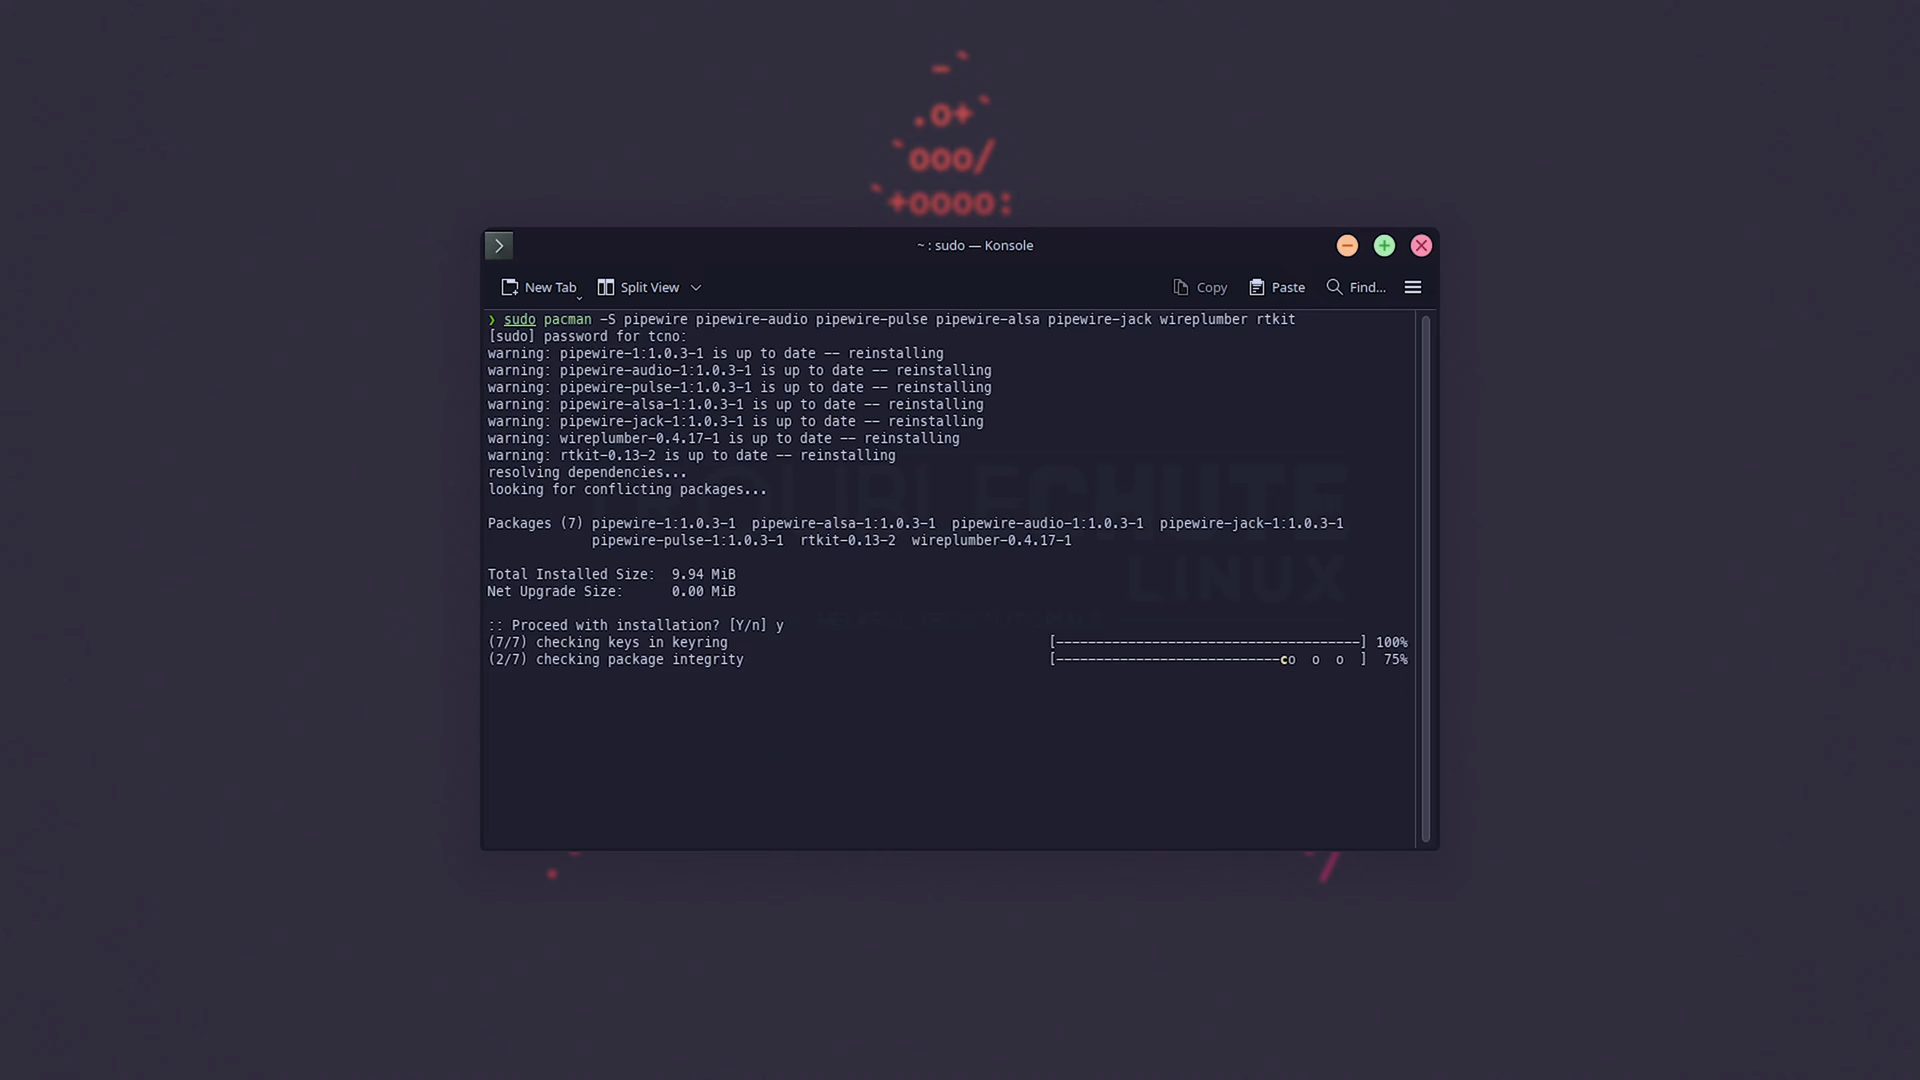 -`
.o+`
`ooo/
`+oooo:
~ : sudo — Konsole
New Tab Split View Copy Paste Find...
❯ sudo pacman -S pipewire pipewire-audio pipewire-pulse pipewire-alsa pipewire-jack wireplumber rtkit
[sudo] password for tcno:
warning: pipewire-1:1.0.3-1 is up to date -- reinstalling
warning: pipewire-audio-1:1.0.3-1 is up to date -- reinstalling
warning: pipewire-pulse-1:1.0.3-1 is up to date -- reinstalling
warning: pipewire-alsa-1:1.0.3-1 is up to date -- reinstalling
warning: pipewire-jack-1:1.0.3-1 is up to date -- reinstalling
warning: wireplumber-0.4.17-1 is up to date -- reinstalling
warning: rtkit-0.13-2 is up to date -- reinstalling
resolving dependencies...
looking for conflicting packages...
Packages (7) pipewire-1:1.0.3-1 pipewire-alsa-1:1.0.3-1 pipewire-audio-1:1.0.3-1 pipewire-jack-1:1.0.3-1
pipewire-pulse-1:1.0.3-1 rtkit-0.13-2 wireplumber-0.4.17-1
Total Installed Size: 9.94 MiB
Net Upgrade Size: 0.00 MiB
:: Proceed with installation? [Y/n] y
(7/7) checking keys in keyring [--------------------------------------] 100%
(2/7) checking package integrity [----------------------------co  o  o  ] 75%
TROUBLECHUTE
LINUX